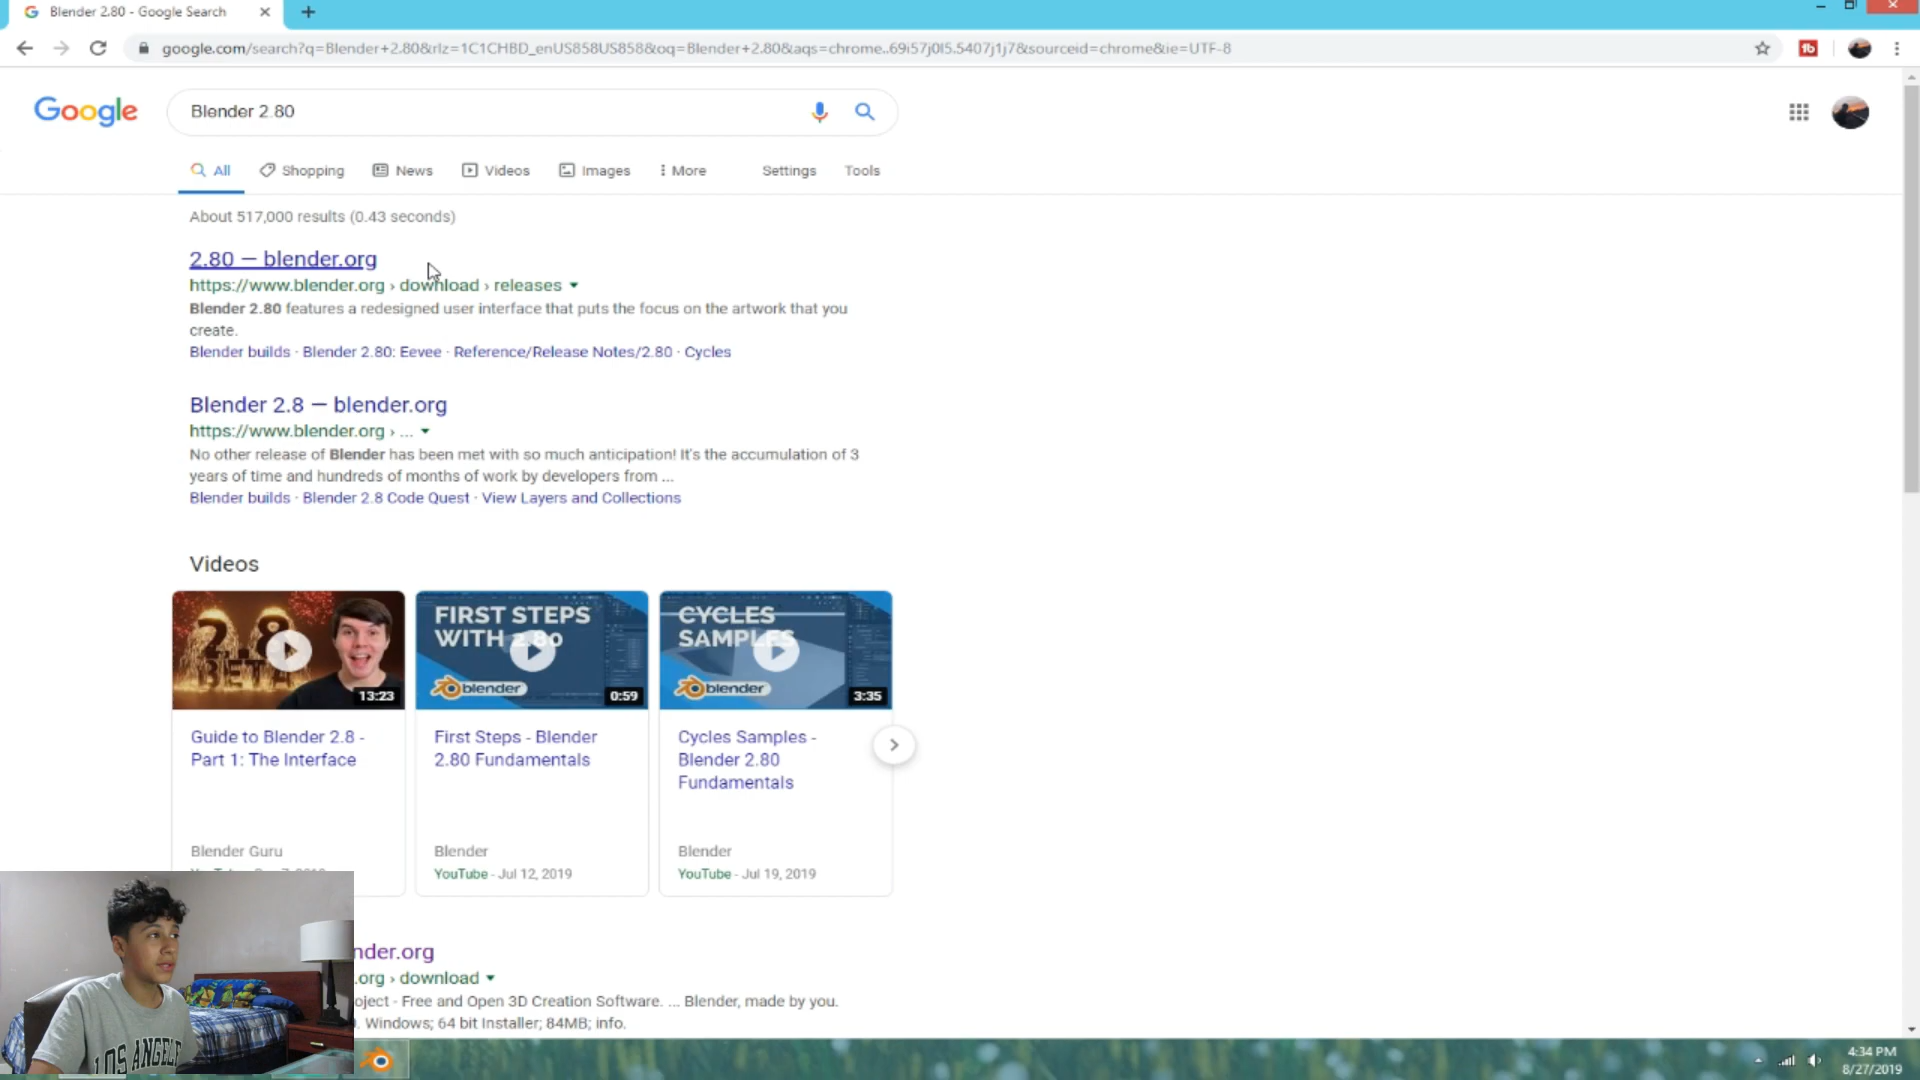 Blender 2.80 - Google Search
google.com/search?q=Blender+2.80&rlz=1C1CHBD_enUS858US858&oq=Blender+2.80&aqs=chrome..69i57j0l5.5407j1j7&sourceid=chrome&ie=UTF-8
Google
Blender 2.80
All Shopping News Videos Images More Settings Tools
About 517,000 results (0.43 seconds)
2.80 — blender.org
https://www.blender.org › download › releases
Blender 2.80 features a redesigned user interface that puts the focus on the artwork that you
create.
Blender builds · Blender 2.80: Eevee · Reference/Release Notes/2.80 · Cycles
Blender 2.8 — blender.org
https://www.blender.org › ...
No other release of Blender has been met with so much anticipation! It's the accumulation of 3
years of time and hundreds of months of work by developers from ...
Blender builds · Blender 2.8 Code Quest · View Layers and Collections
Videos
2.8
BETA
13:23
FIRST STEPS
WITH 2.80
blender
0:59
CYCLES
SAMPLES
blender
3:35
Guide to Blender 2.8 -
Part 1: The Interface
Blender Guru
First Steps - Blender
2.80 Fundamentals
Blender
YouTube - Jul 12, 2019
Cycles Samples -
Blender 2.80
Fundamentals
Blender
YouTube - Jul 19, 2019
nder.org
.org › download
oject - Free and Open 3D Creation Software. ... Blender, made by you.
. Windows; 64 bit Installer; 84MB; info.
LOS ANGELE
4:34 PM
8/27/2019